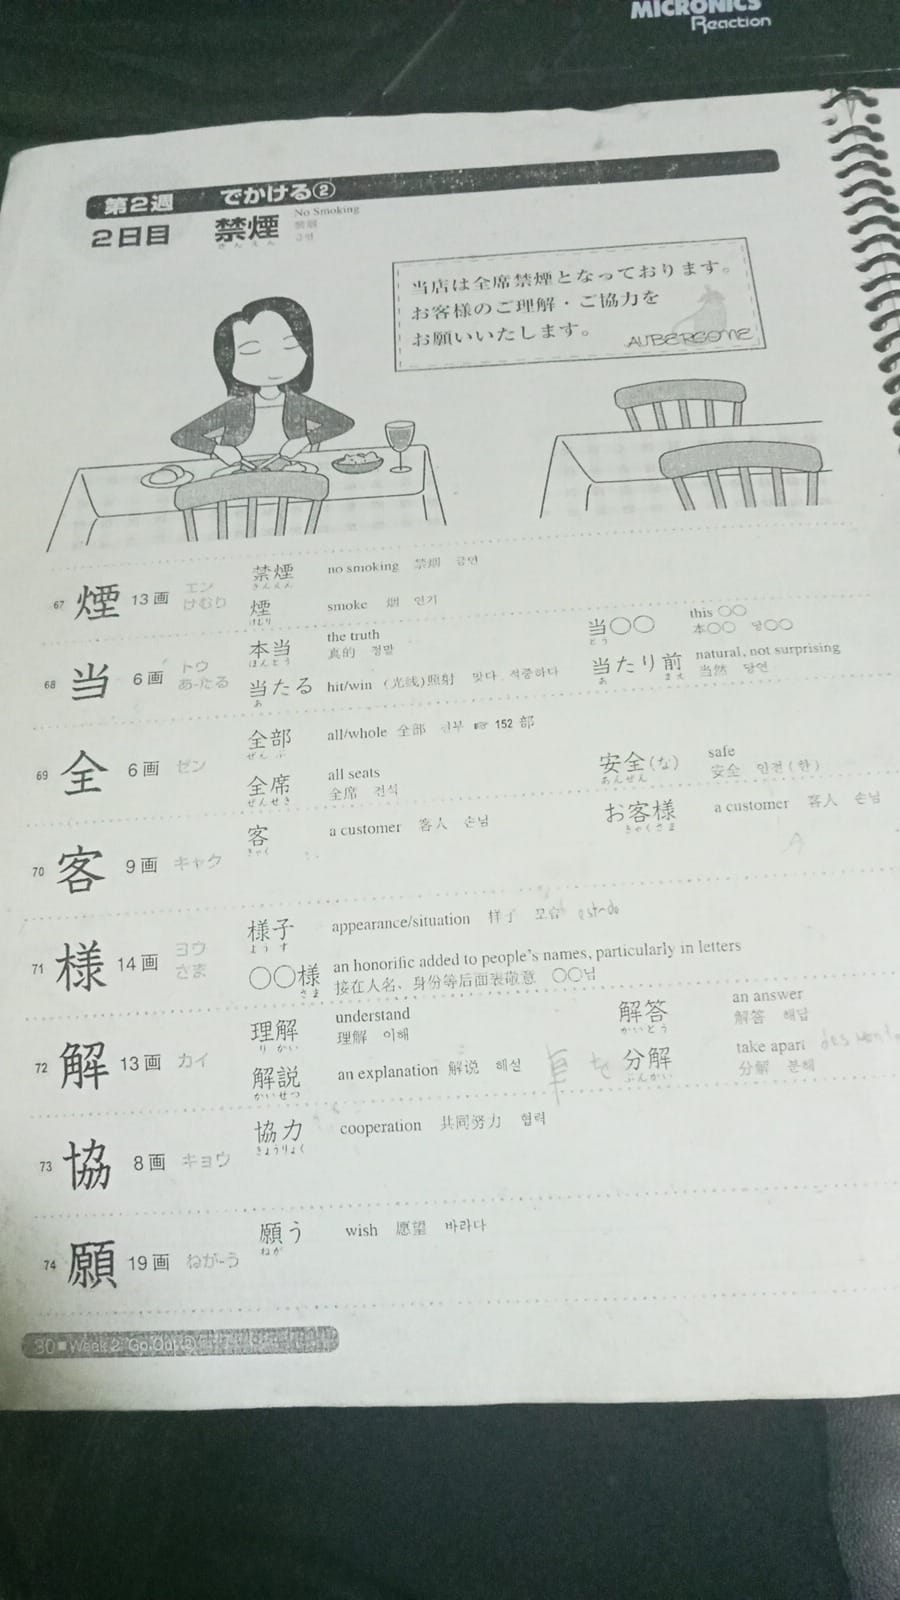 MICRONICS
Reaction
第2週 でかける②
2日目 禁煙 No Smoking
きんえん
当店は全席禁煙となっております。
お客様のご理解・ご協力を
お願いいたします。
AUBERGONE
67 煙 13画 エン けむり
禁煙 no smoking 禁烟 금연
きんえん
煙 smoke 烟 연기
けむり
68 当 6画 トウ あ-たる
本当 the truth 真的 정말
ほんとう
当〇〇 this 〇〇 本〇〇 당〇〇
とう
当たる hit/win (光线)照射 맞다, 적중하다
あ
当たり前 natural, not surprising 当然 당연
あ まえ
69 全 6画 ゼン
全部 all/whole 全部 전부 ☞ 152 部
ぜんぶ
全席 all seats 全席 전석
ぜんせき
安全(な) safe 安全 안전(한)
あんぜん
70 客 9画 キャク
客 a customer 客人 손님
きゃく
お客様 a customer 客人 손님
きゃくさま
71 様 14画 ヨウ さま
様子 appearance/situation 样子 모습
ようす
〇〇様 an honorific added to people's names, particularly in letters
さま
接在人名、身份等后面表敬意 〇〇님
72 解 13画 カイ
理解 understand 理解 이해
りかい
解答 an answer 解答 해답
かいとう
解説 an explanation 解说 해설
かいせつ
分解 take apart 分解 분해
ぶんかい
車を
73 協 8画 キョウ
協力 cooperation 共同努力 협력
きょうりょく
74 願 19画 ねが-う
願う wish 愿望 바라다
ねが
30 ■ Week 2: Go Out ②